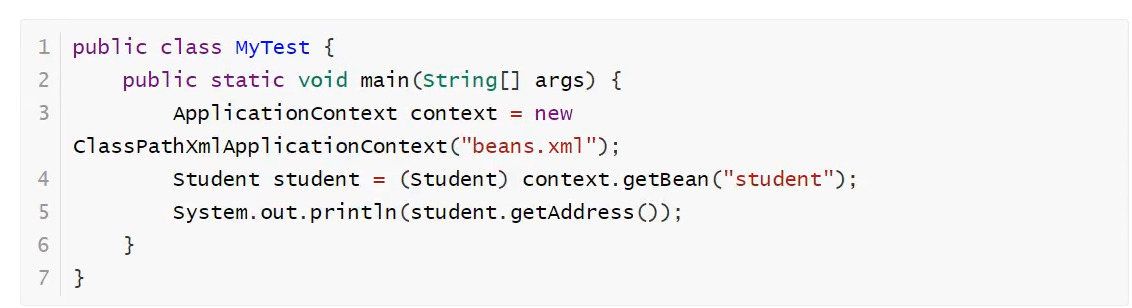 1 public class MyTest {
2     public static void main(String[] args) {
3         ApplicationContext context = new
ClassPathXmlApplicationContext("beans.xml");
4         Student student = (Student) context.getBean("student");
5         System.out.println(student.getAddress());
6     }
7 }